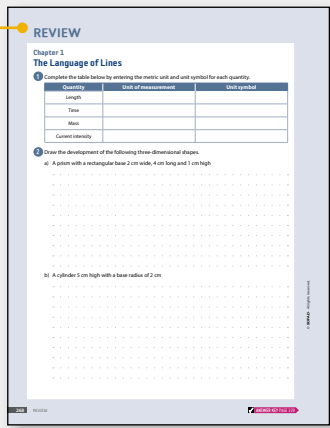 REVIEW
Chapter 1
The Language of Lines
1 Complete the table below by entering the metric unit and unit symbol for each quantity.
Quantity Unit of measurement Unit symbol
Length
Time
Mass
Current intensity
2 Draw the development of the following three-dimensional shapes.
a) A prism with a rectangular base 2 cm wide, 4 cm long and 1 cm high
b) A cylinder 5 cm high with a base radius of 2 cm
268 REVIEW
ANSWER KEY PAGE